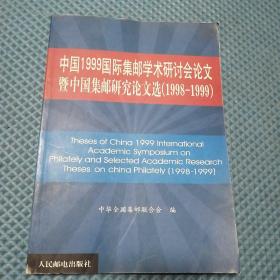 中国1999国际集邮学术研讨会论文
暨中国集邮研究论文选(1998-1999)
Theses of China 1999 International
Academic Symposium on
Philately and Selected Academic Research
Theses on china Philately (1998-1999)
中华全国集邮联合会 编
人民邮电出版社